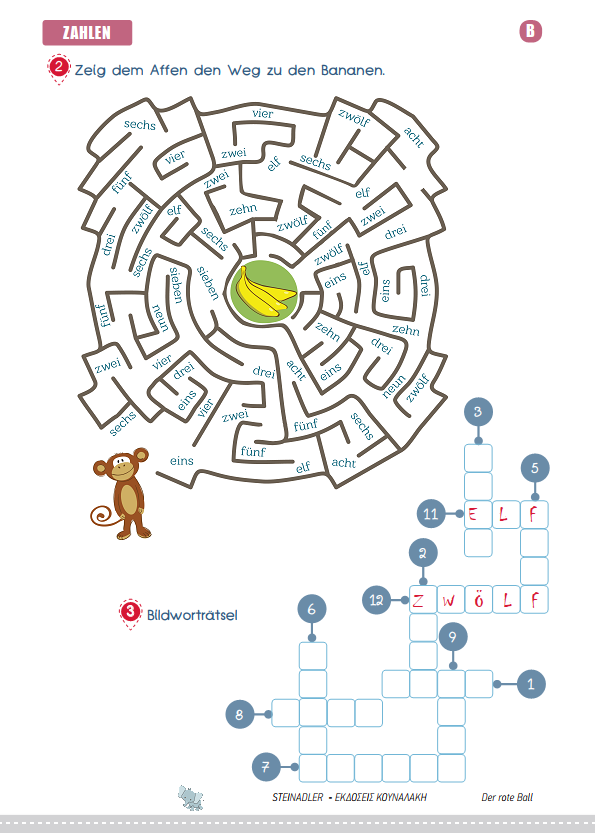 ZAHLEN
B
2 Zeig dem Affen den Weg zu den Bananen.
sechs
vier
zwölf
acht
vier
zwei
elf
sechs
fünf
zwei
elf
zwölf
elf
zehn
zwölf
fünf
zwei
drei
drei
sechs
sechs
zwölf
elf
sieben
sieben
eins
eins
drei
fünf
neun
zehn
drei
zehn
zwei
vier
drei
drei
acht
eins
neun
zwölf
eins
vier
zwei
sechs
fünf
sechs
eins
fünf
elf
acht
3
5
11 E L F
2
12 Z W Ö L F
3 Bildworträtsel
6
9
1
8
7
STEINADLER • ΕΚΔΟΣΕΙΣ ΚΟΥΝΑΛΑΚΗ Der rote Ball